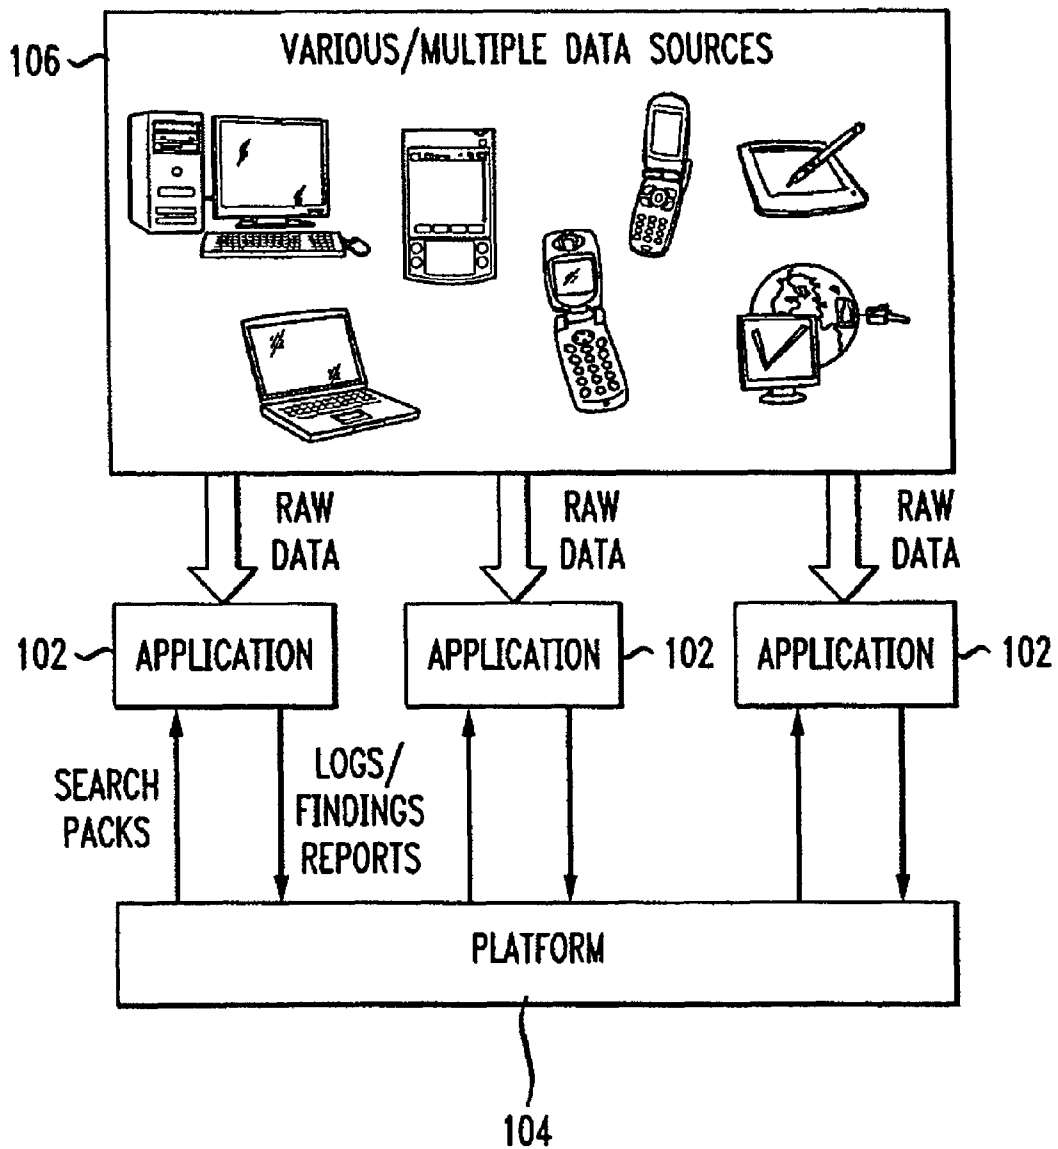 VARIOUS/MULTIPLE DATA SOURCES
106
RAW
DATA
RAW
DATA
RAW
DATA
102
APPLICATION
APPLICATION
102
APPLICATION
102
SEARCH
PACKS
LOGS/
FINDINGS
REPORTS
PLATFORM
104